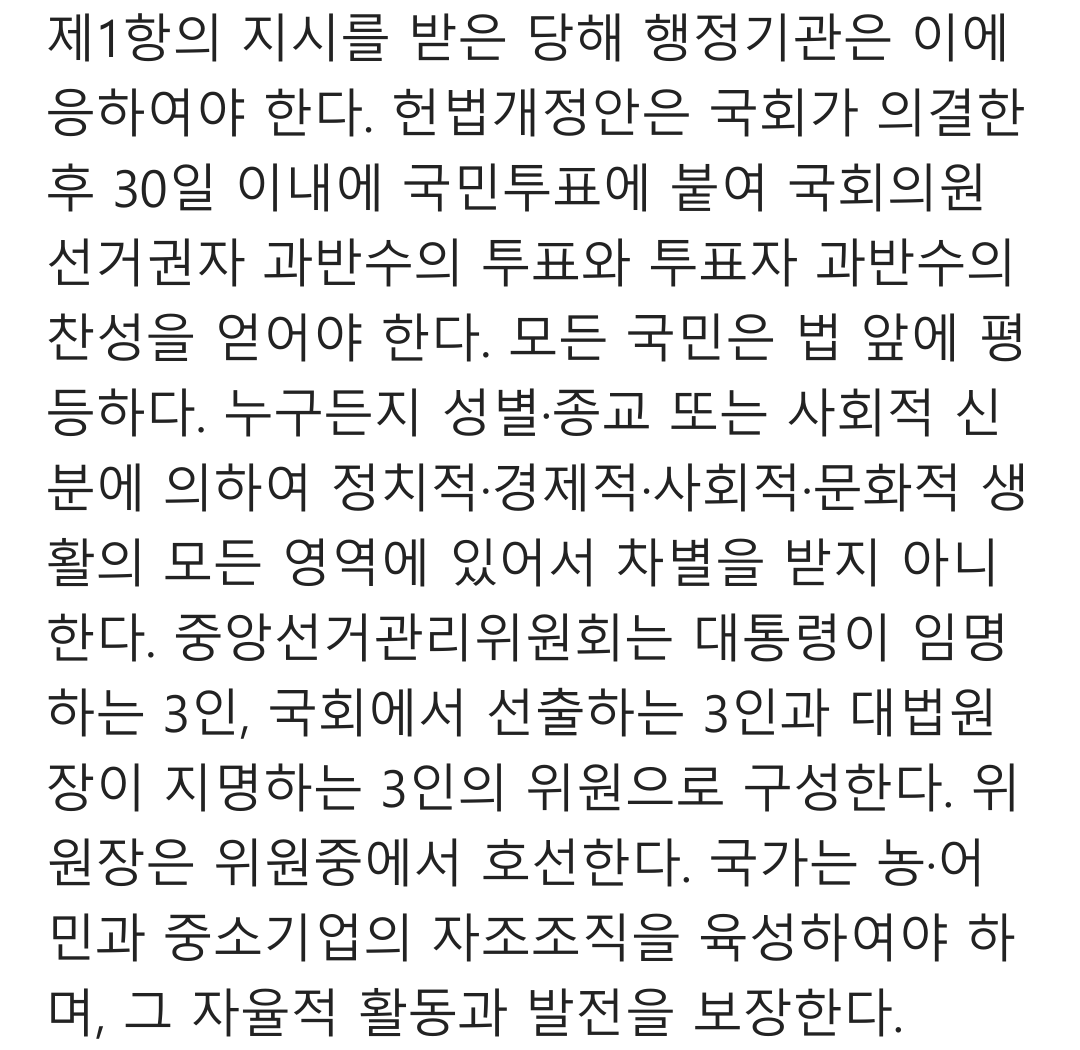 제1항의 지시를 받은 당해 행정기관은 이에
응하여야 한다. 헌법개정안은 국회가 의결한
후 30일 이내에 국민투표에 붙여 국회의원
선거권자 과반수의 투표와 투표자 과반수의
찬성을 얻어야 한다. 모든 국민은 법 앞에 평
등하다. 누구든지 성별·종교 또는 사회적 신
분에 의하여 정치적·경제적·사회적·문화적 생
활의 모든 영역에 있어서 차별을 받지 아니
한다. 중앙선거관리위원회는 대통령이 임명
하는 3인, 국회에서 선출하는 3인과 대법원
장이 지명하는 3인의 위원으로 구성한다. 위
원장은 위원중에서 호선한다. 국가는 농·어
민과 중소기업의 자조조직을 육성하여야 하
며, 그 자율적 활동과 발전을 보장한다.